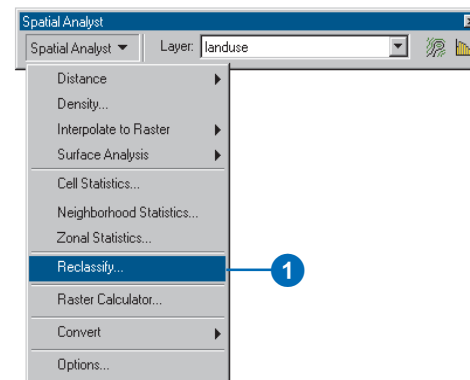 Spatial Analyst
Spatial Analyst Layer: landuse
Distance
Density...
Interpolate to Raster
Surface Analysis
Cell Statistics...
Neighborhood Statistics...
Zonal Statistics...
Reclassify...
1
Raster Calculator...
Convert
Options...